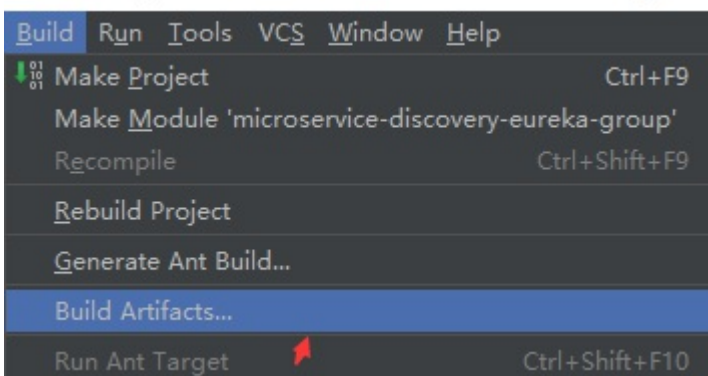 Build Run Tools VCS Window Help
Make Project Ctrl+F9
Make Module 'microservice-discovery-eureka-group'
Recompile Ctrl+Shift+F9
Rebuild Project
Generate Ant Build...
Build Artifacts...
Run Ant Target Ctrl+Shift+F10